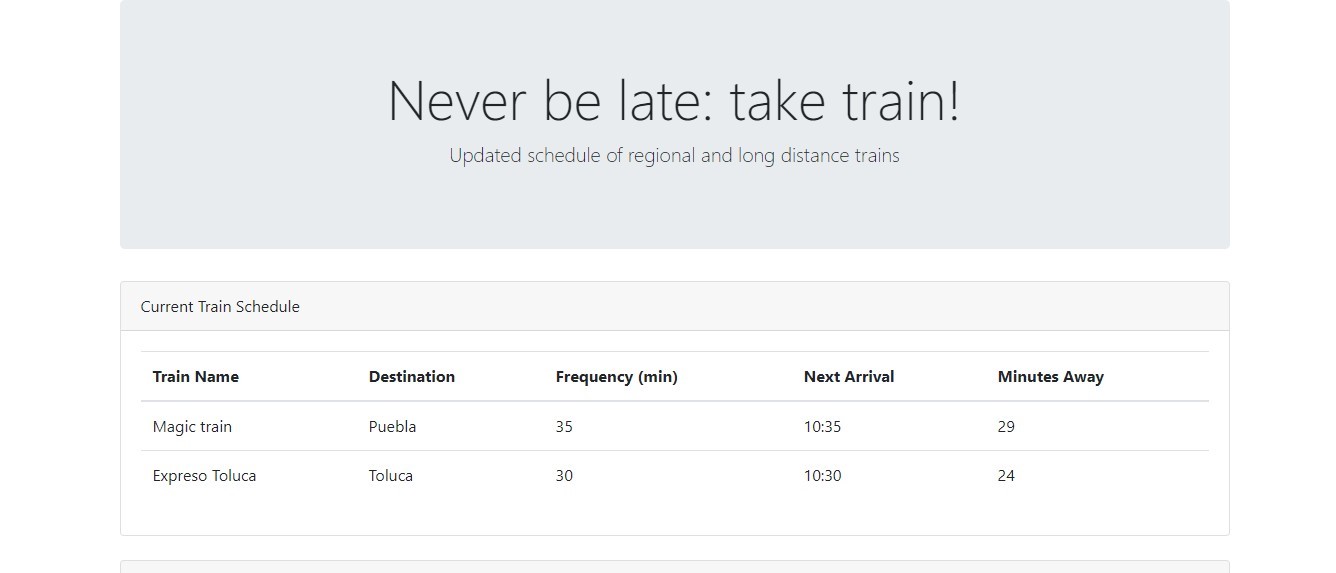 Never be late: take train!
Updated schedule of regional and long distance trains
Current Train Schedule
Train Name Destination Frequency (min) Next Arrival Minutes Away
Magic train Puebla 35 10:35 29
Expreso Toluca Toluca 30 10:30 24